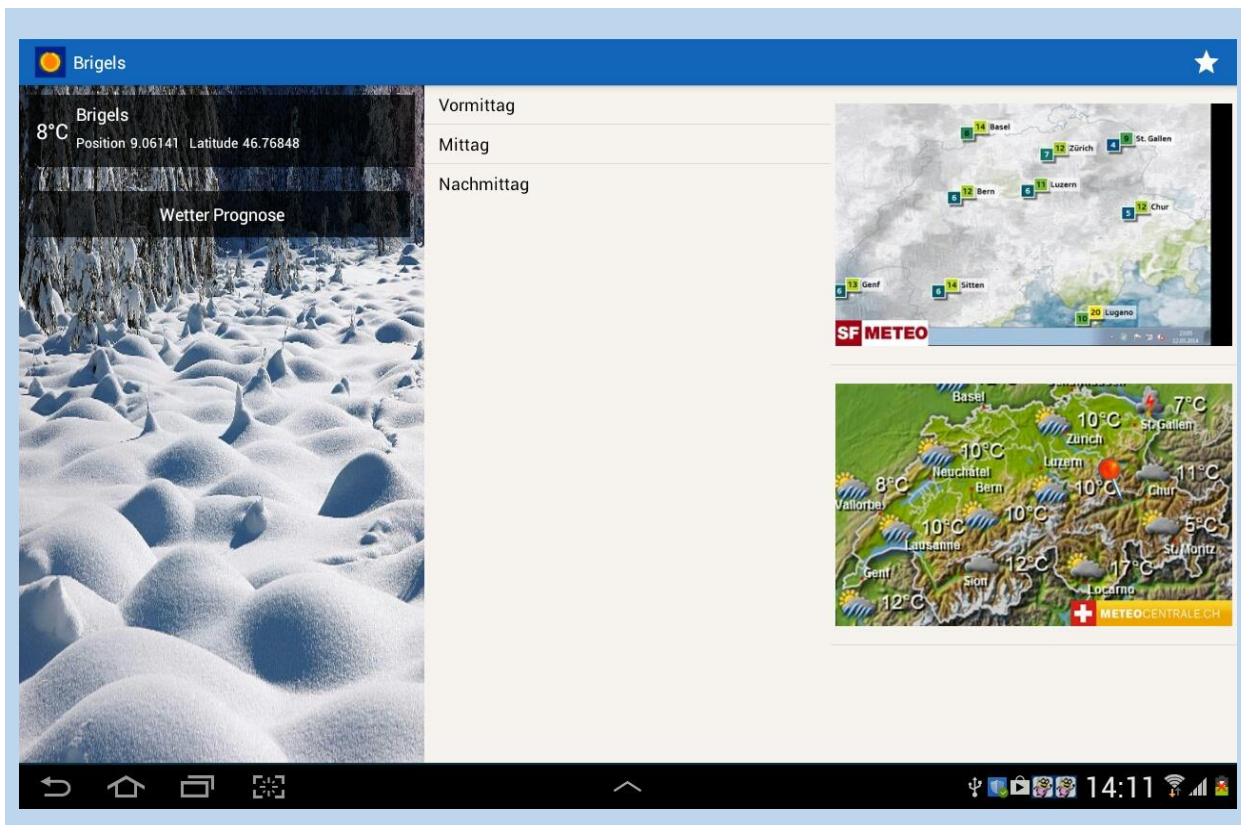 Brigels
8°C
Brigels
Position 9.06141 Latitude 46.76848
Wetter Prognose
Vormittag
Mittag
Nachmittag
14 Basel
9 St. Gallen
4
12 Zürich
7
12 Bern
6
11 Luzern
6
12 Chur
5
13 Genf
6
14 Sitten
6
20 Lugano
10
SF METEO
Basel
7°C
St. Gallen
10°C
Zürich
10°C
Neuchâtel
Luzern
11°C
8°C
Bern
10°C
Chur
Vallorbe
10°C
10°C
5°C
Lausanne
St. Moritz
12°C
17°C
Genf
Sion
Locarno
12°C
METEOCENTRALE.CH
14:11